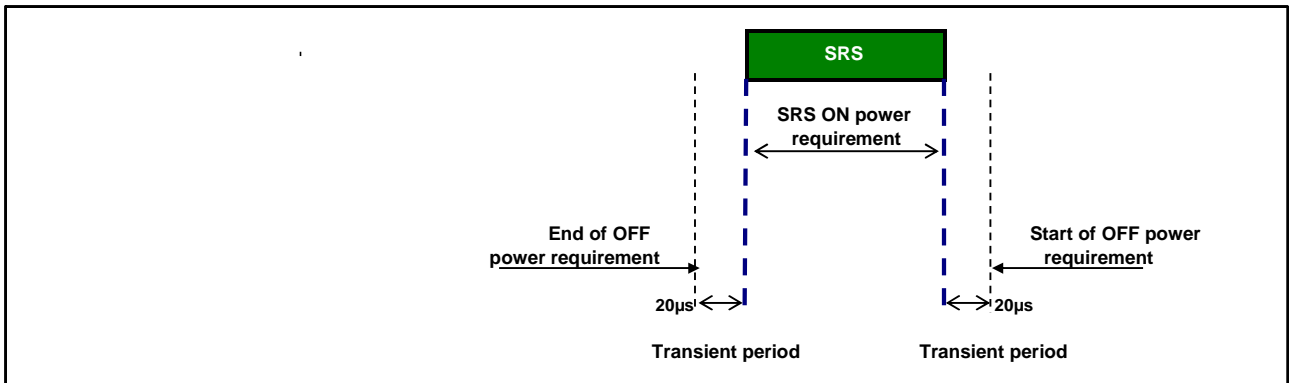 SRS
SRS ON power
requirement
End of OFF
power requirement
Start of OFF power
requirement
20µs
20µs
Transient period
Transient period